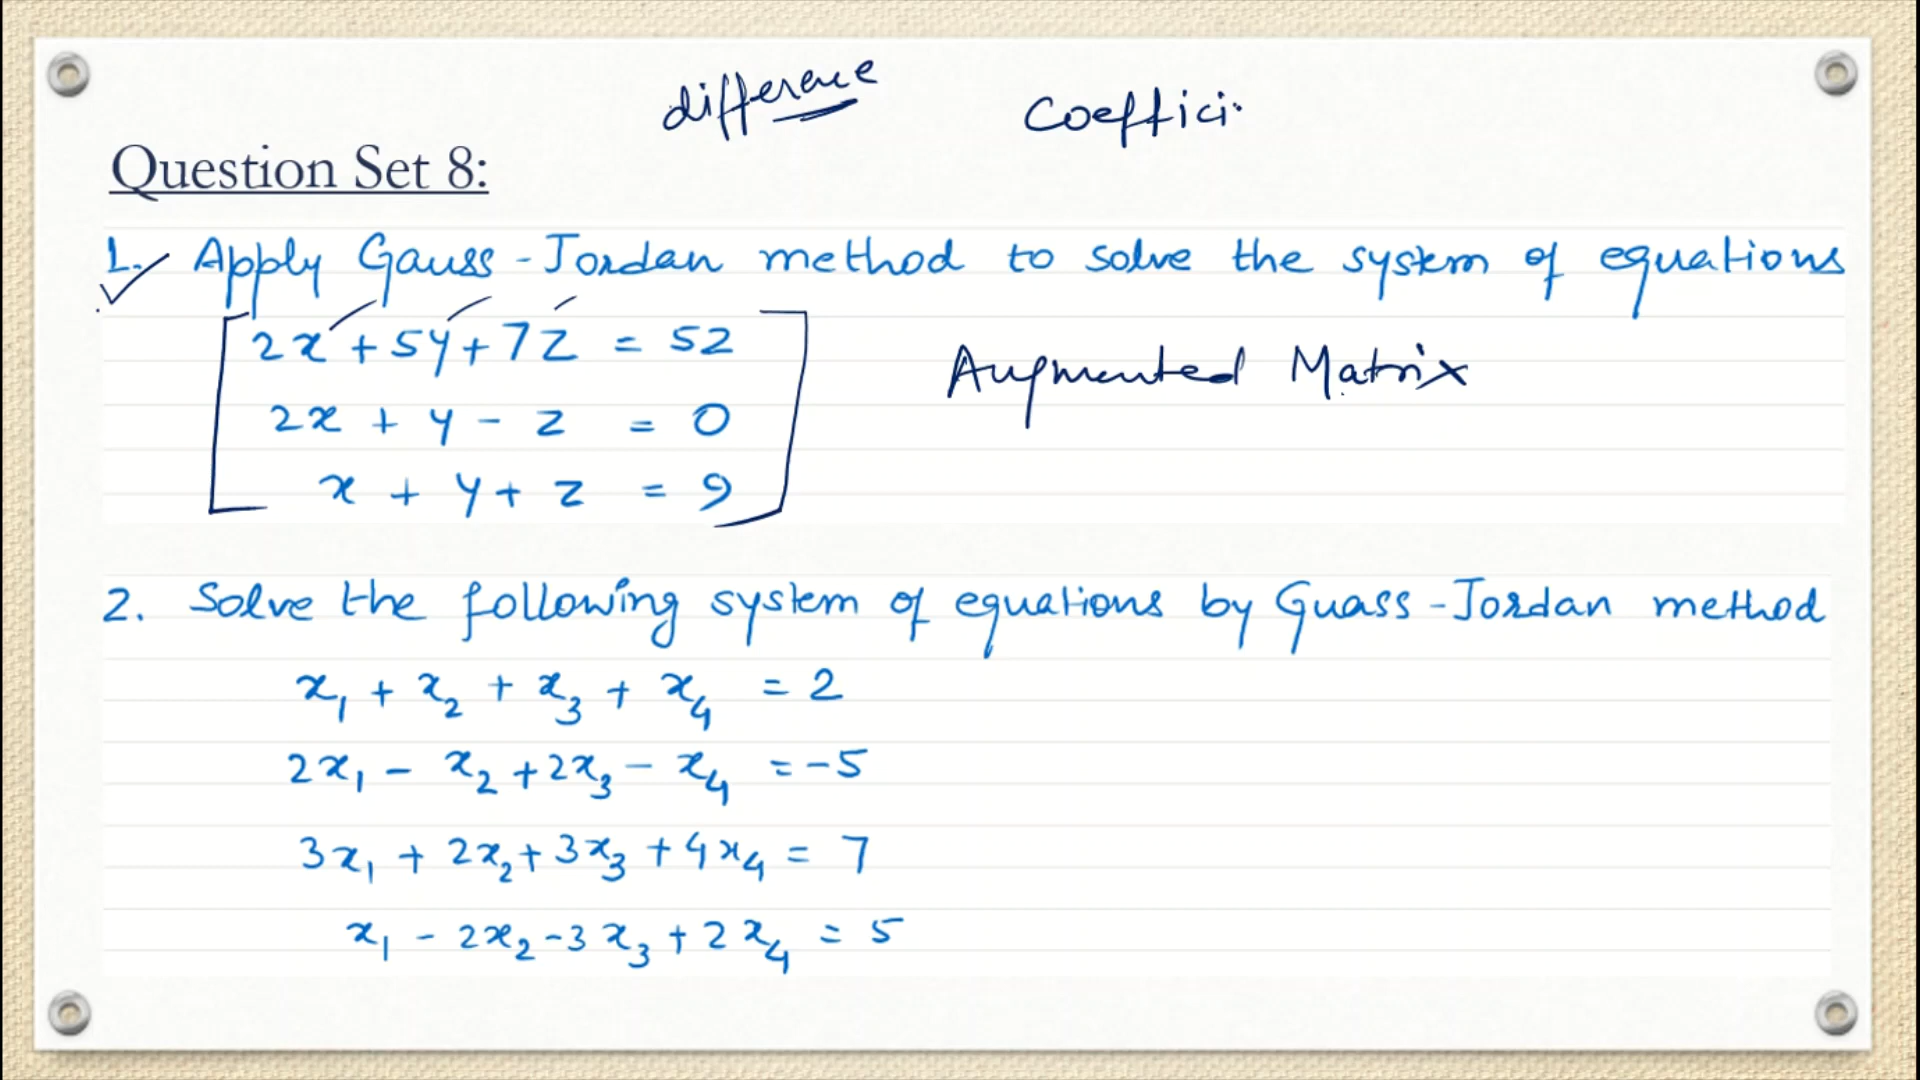 difference Coeffici
Question Set 8:
1. Apply Gauss-Jordan method to solve the system of equations
2x + 5y + 7z = 52
Augmented Matrix
2x + y - z = 0
x + y + z = 9
2. Solve the following system of equations by Guass-Jordan method
x₁ + x₂ + x₃ + x₄ = 2
2x₁ - x₂ + 2x₃ - x₄ = -5
3x₁ + 2x₂ + 3x₃ + 4x₄ = 7
x₁ - 2x₂ - 3x₃ + 2x₄ = 5